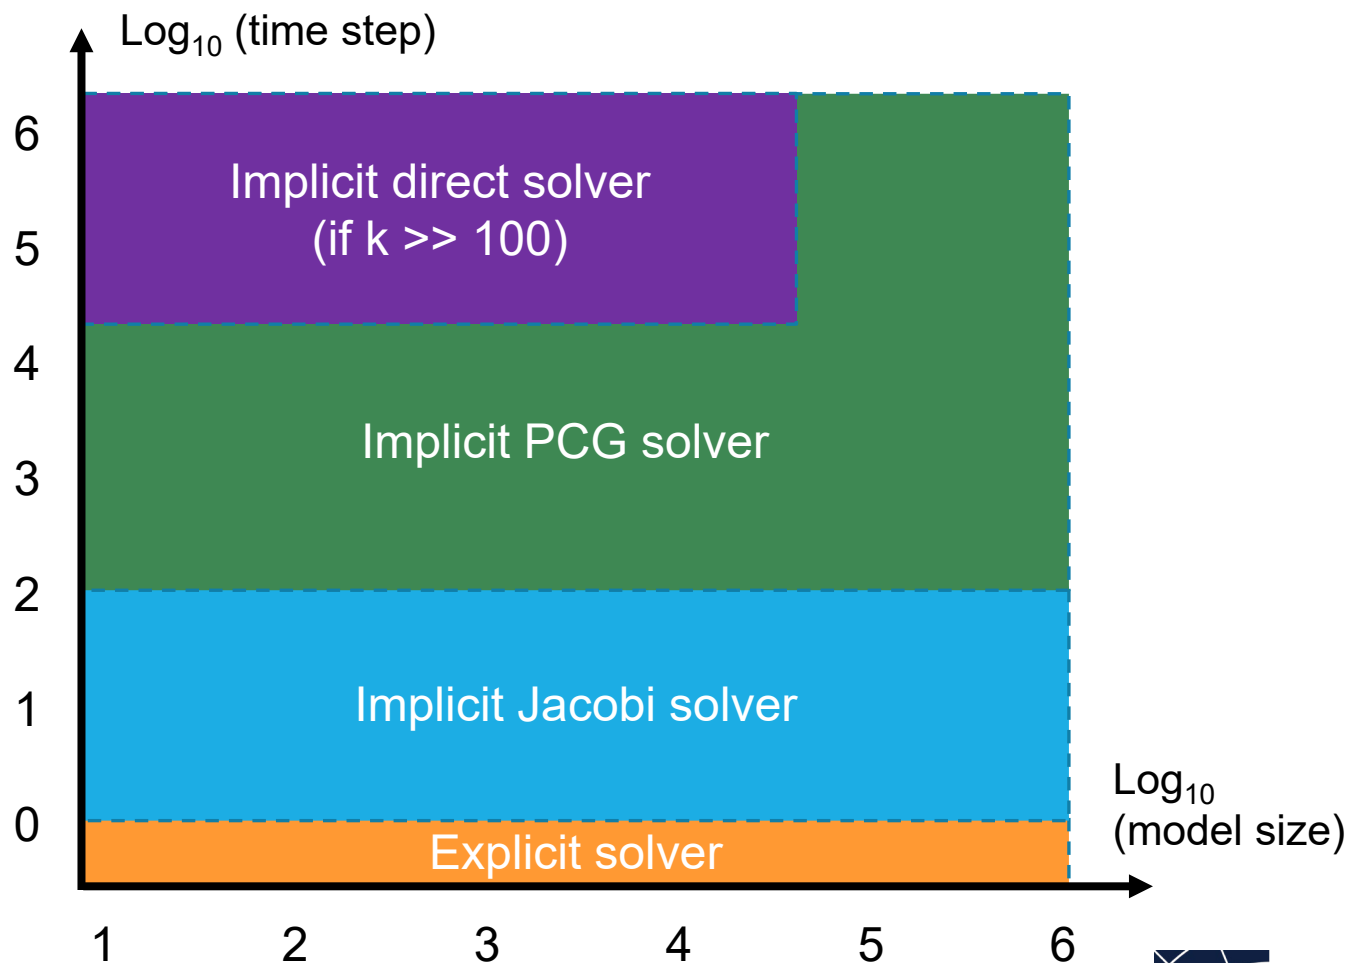 Log₁₀ (time step)
6
Implicit direct solver
(if k >> 100)
5
4
Implicit PCG solver
3
2
1
Implicit Jacobi solver
0
Log₁₀
(model size)
Explicit solver
1 2 3 4 5 6